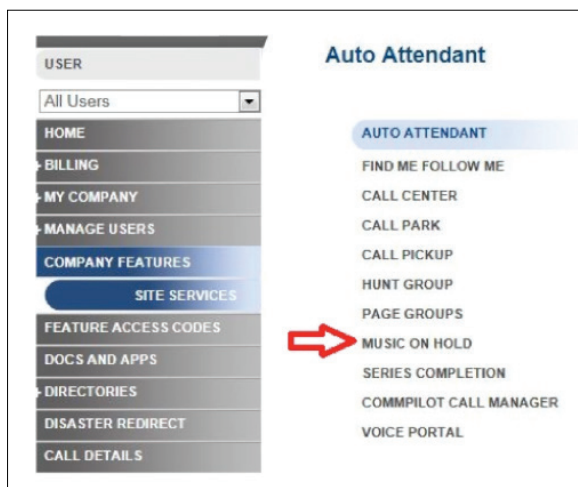 USER
All Users
HOME
BILLING
MY COMPANY
MANAGE USERS
COMPANY FEATURES
SITE SERVICES
FEATURE ACCESS CODES
DOCS AND APPS
DIRECTORIES
DISASTER REDIRECT
CALL DETAILS
Auto Attendant
AUTO ATTENDANT
FIND ME FOLLOW ME
CALL CENTER
CALL PARK
CALL PICKUP
HUNT GROUP
PAGE GROUPS
MUSIC ON HOLD
SERIES COMPLETION
COMMPILOT CALL MANAGER
VOICE PORTAL